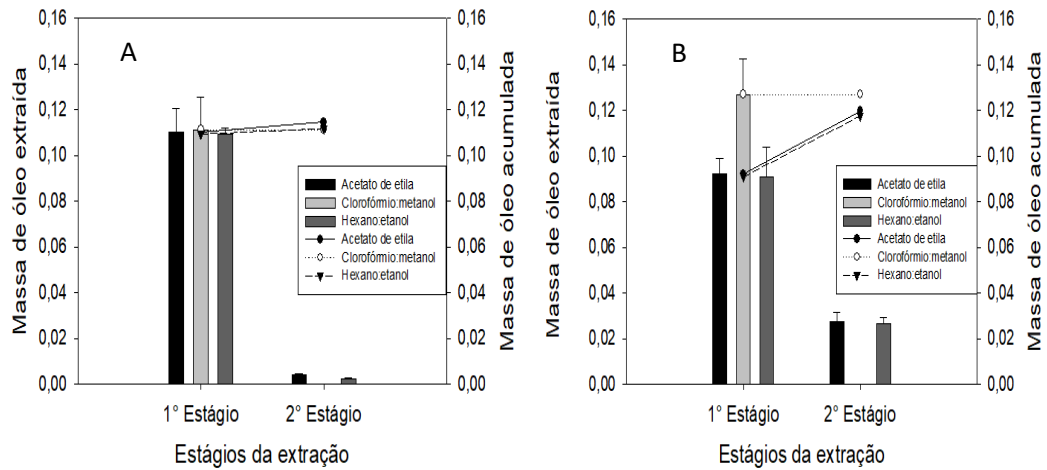 A
Massa de óleo extraída
0,16
0,14
0,12
0,10
0,08
0,06
0,04
0,02
0,00
Massa de óleo acumulada
0,16
0,14
0,12
0,10
0,08
0,06
0,04
0,02
0,00
Acetato de etila
Clorofórmio:metanol
Hexano:etanol
Acetato de etila
Clorofórmio:metanol
Hexano:etanol
1° Estágio 2° Estágio
Estágios da extração
B
Massa de óleo extraída
0,16
0,14
0,12
0,10
0,08
0,06
0,04
0,02
0,00
Massa de óleo acumulada
0,16
0,14
0,12
0,10
0,08
0,06
0,04
0,02
0,00
Acetato de etila
Clorofórmio:metanol
Hexano:etanol
Acetato de etila
Clorofórmio:metanol
Hexano:etanol
1° Estágio 2° Estágio
Estágios da extração